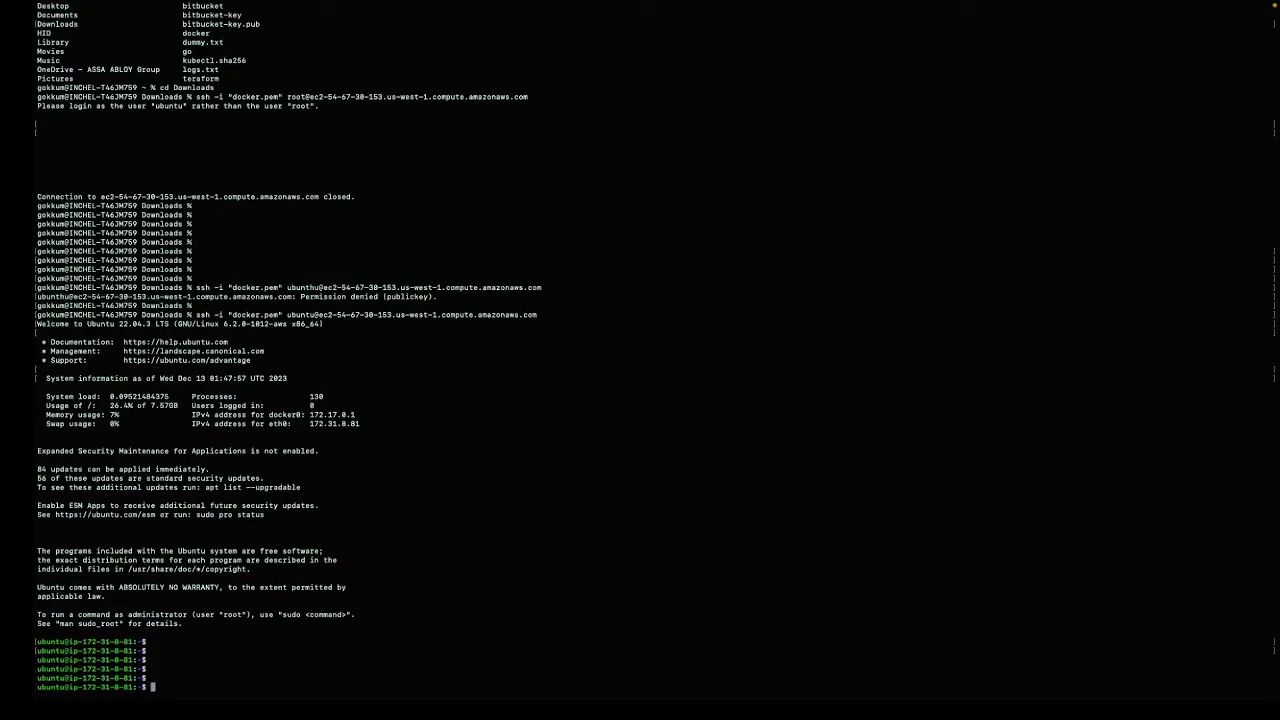 Desktop bitbucket
Documents bitbucket-key
Downloads bitbucket-key.pub
HID docker
Library dummy.txt
Movies go
Music kubectl.sha256
OneDrive - ASSA ABLOY Group logs.txt
Pictures terraform
gokkum@INCHEL-T46JM759 ~ % cd Downloads
gokkum@INCHEL-T46JM759 Downloads % ssh -i "docker.pem" root@ec2-54-67-30-153.us-west-1.compute.amazonaws.com
Please login as the user "ubuntu" rather than the user "root".
Connection to ec2-54-67-30-153.us-west-1.compute.amazonaws.com closed.
gokkum@INCHEL-T46JM759 Downloads %
gokkum@INCHEL-T46JM759 Downloads %
gokkum@INCHEL-T46JM759 Downloads %
gokkum@INCHEL-T46JM759 Downloads %
gokkum@INCHEL-T46JM759 Downloads %
gokkum@INCHEL-T46JM759 Downloads %
gokkum@INCHEL-T46JM759 Downloads %
gokkum@INCHEL-T46JM759 Downloads %
gokkum@INCHEL-T46JM759 Downloads %
gokkum@INCHEL-T46JM759 Downloads % ssh -i "docker.pem" ubunthu@ec2-54-67-30-153.us-west-1.compute.amazonaws.com
ubunthu@ec2-54-67-30-153.us-west-1.compute.amazonaws.com: Permission denied (publickey).
gokkum@INCHEL-T46JM759 Downloads %
gokkum@INCHEL-T46JM759 Downloads % ssh -i "docker.pem" ubuntu@ec2-54-67-30-153.us-west-1.compute.amazonaws.com
Welcome to Ubuntu 22.04.3 LTS (GNU/Linux 6.2.0-1012-aws x86_64)
* Documentation: https://help.ubuntu.com
* Management: https://landscape.canonical.com
* Support: https://ubuntu.com/advantage
System information as of Wed Dec 13 01:47:57 UTC 2023
System load: 0.09521484375 Processes: 130
Usage of /: 26.4% of 7.57GB Users logged in: 0
Memory usage: 7% IPv4 address for docker0: 172.17.0.1
Swap usage: 0% IPv4 address for eth0: 172.31.8.81
Expanded Security Maintenance for Applications is not enabled.
84 updates can be applied immediately.
56 of these updates are standard security updates.
To see these additional updates run: apt list --upgradable
Enable ESM Apps to receive additional future security updates.
See https://ubuntu.com/esm or run: sudo pro status
The programs included with the Ubuntu system are free software;
the exact distribution terms for each program are described in the
individual files in /usr/share/doc/*/copyright.
Ubuntu comes with ABSOLUTELY NO WARRANTY, to the extent permitted by
applicable law.
To run a command as administrator (user "root"), use "sudo <command>".
See "man sudo_root" for details.
ubuntu@ip-172-31-8-81:~$
ubuntu@ip-172-31-8-81:~$
ubuntu@ip-172-31-8-81:~$
ubuntu@ip-172-31-8-81:~$
ubuntu@ip-172-31-8-81:~$
ubuntu@ip-172-31-8-81:~$